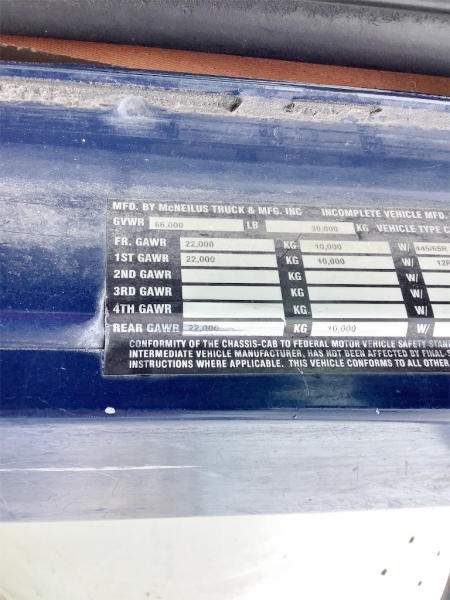 MFD. BY McNEILUS TRUCK & MFG. INC INCOMPLETE VEHICLE MFD.
GVWR 66,000 LB 30,000 KG VEHICLE TYPE
FR. GAWR 22,000 KG 10,000 W/ 445/65R
1ST GAWR 22,000 KG 10,000 W/ 12R
2ND GAWR KG W/
3RD GAWR KG W/
4TH GAWR KG. W/
REAR GAWR 22,000 KG 10,000 W/
CONFORMITY OF THE CHASSIS-CAB TO FEDERAL MOTOR VEHICLE SAFETY STAN
INTERMEDIATE VEHICLE MANUFACTURER, HAS NOT BEEN AFFECTED BY FINAL-S
INSTRUCTIONS WHERE APPLICABLE. THIS VEHICLE CONFORMS TO ALL OTHER